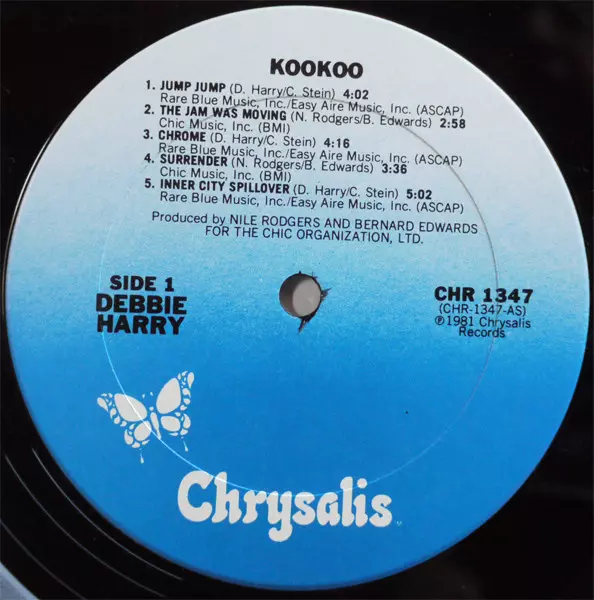 KOOKOO
1. JUMP JUMP (D. Harry/C. Stein) 4:02
Rare Blue Music, Inc./Easy Aire Music, Inc. (ASCAP)
2. THE JAM WAS MOVING (N. Rodgers/B. Edwards) 2:58
Chic Music, Inc. (BMI)
3. CHROME (D. Harry/C. Stein) 4:16
Rare Blue Music, Inc./Easy Aire Music, Inc. (ASCAP)
4. SURRENDER (N. Rodgers/B. Edwards) 3:36
Chic Music, Inc. (BMI)
5. INNER CITY SPILLOVER (D. Harry/C. Stein) 5:02
Rare Blue Music, Inc./Easy Aire Music, Inc. (ASCAP)
Produced by NILE RODGERS AND BERNARD EDWARDS
FOR THE CHIC ORGANIZATION, LTD.
SIDE 1
DEBBIE
HARRY
CHR 1347
(CHR-1347-AS)
℗1981 Chrysalis
Records
Chrysalis